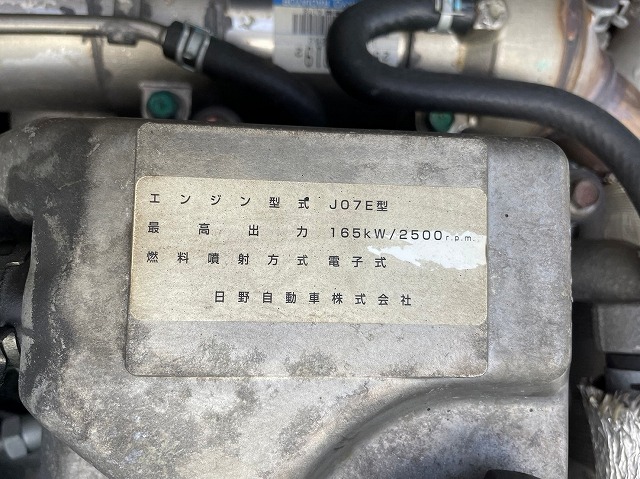 エンジン型式 J07E型
最高出力 165kW/2500r.p.m.
燃料噴射方式 電子式
日野自動車株式会社